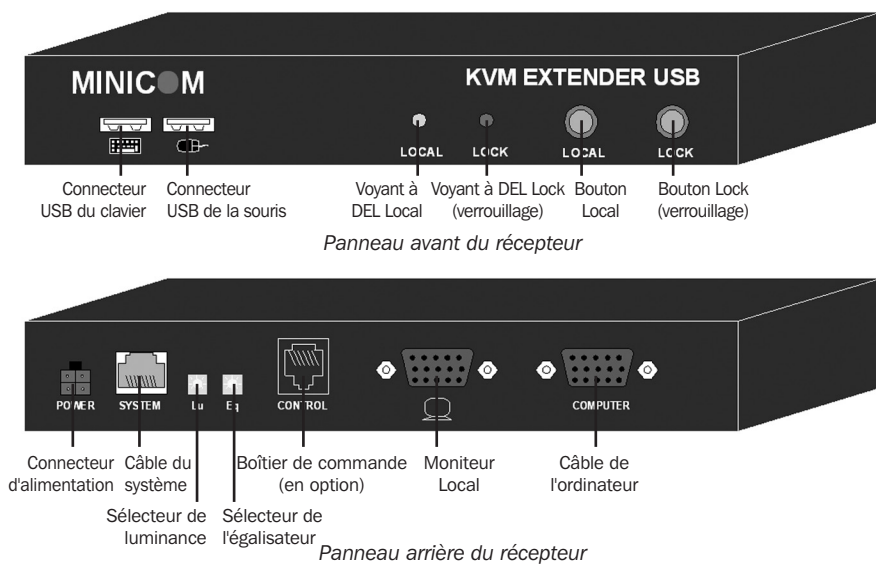 MINICOM
KVM EXTENDER USB
LOCAL LOCK LOCAL LOCK
Connecteur USB du clavier
Connecteur USB de la souris
Voyant à DEL Local
Voyant à DEL Lock (verrouillage)
Bouton Local
Bouton Lock (verrouillage)
Panneau avant du récepteur
POWER SYSTEM Lu Eq CONTROL COMPUTER
Connecteur d'alimentation
Câble du système
Boîtier de commande (en option)
Moniteur Local
Câble de l'ordinateur
Sélecteur de luminance
Sélecteur de l'égalisateur
Panneau arrière du récepteur